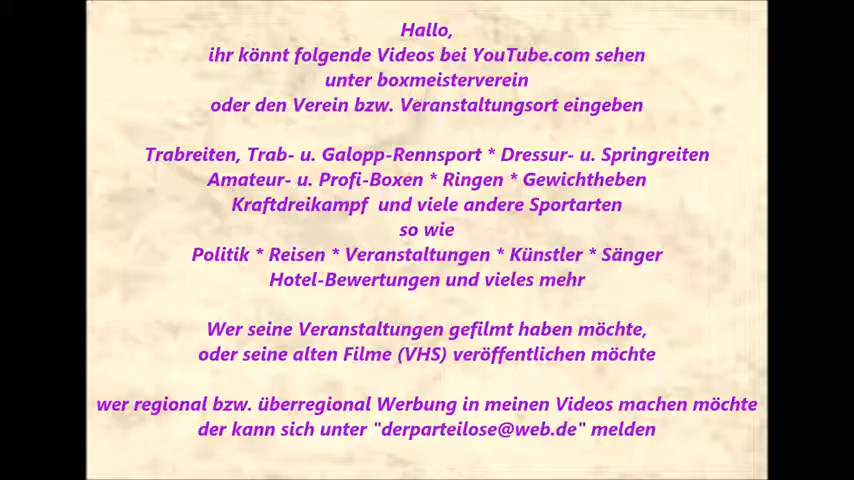 Hallo,
ihr könnt folgende Videos bei YouTube.com sehen
unter boxmeisterverein
oder den Verein bzw. Veranstaltungsort eingeben
Trabreiten, Trab- u. Galopp-Rennsport * Dressur- u. Springreiten
Amateur- u. Profi-Boxen * Ringen * Gewichtheben
Kraftdreikampf und viele andere Sportarten
so wie
Politik * Reisen * Veranstaltungen * Künstler * Sänger
Hotel-Bewertungen und vieles mehr
Wer seine Veranstaltungen gefilmt haben möchte,
oder seine alten Filme (VHS) veröffentlichen möchte
wer regional bzw. überregional Werbung in meinen Videos machen möchte
der kann sich unter "derparteilose@web.de" melden